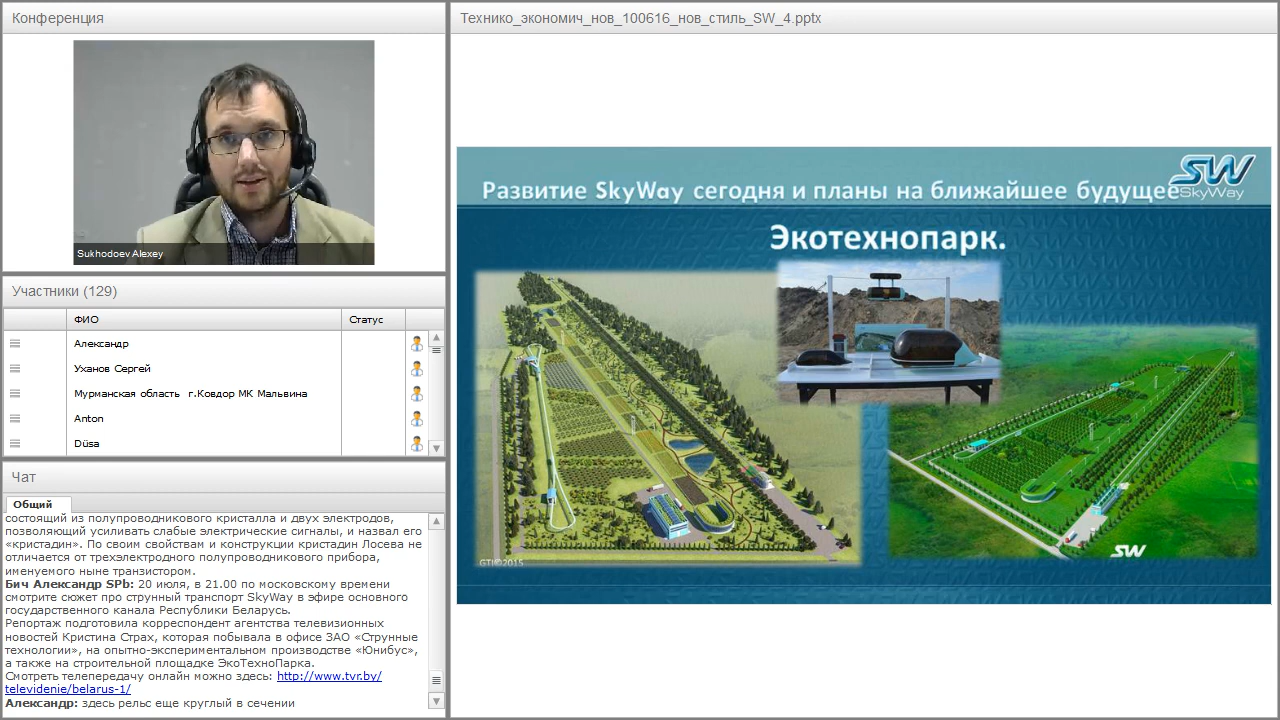 Конференция
Sukhodoev Alexey
Участники (129)
ФИО
Статус
Александр
Уханов Сергей
Мурманская область г.Ковдор МК Мальвина
Anton
Dūsa
Чат
Общий
состоящий из полупроводникового кристалла и двух электродов,
позволяющий усиливать слабые электрические сигналы, и назвал его
«кристадин». По своим свойствам и конструкции кристадин Лосева не
отличается от трехэлектродного полупроводникового прибора,
именуемого ныне транзистором.
Бич Александр SPb: 20 июля, в 21.00 по московскому времени
смотрите сюжет про струнный транспорт SkyWay в эфире основного
государственного канала Республики Беларусь.
Репортаж подготовила корреспондент агентства телевизионных
новостей Кристина Страх, которая побывала в офисе ЗАО «Струнные
технологии», на опытно-экспериментальном производстве «Юнибус»,
а также на строительной площадке ЭкоТехноПарка.
Смотреть телепередачу онлайн можно здесь: http://www.tvr.by/
televidenie/belarus-1/
Александр: здесь рельс еще круглый в сечении
Технико_экономич_нов_100616_нов_стиль_SW_4.pptx
Развитие SkyWay сегодня и планы на ближайшее будущее
SW
SkyWay
Экотехнопарк.
GTI©2015
SW